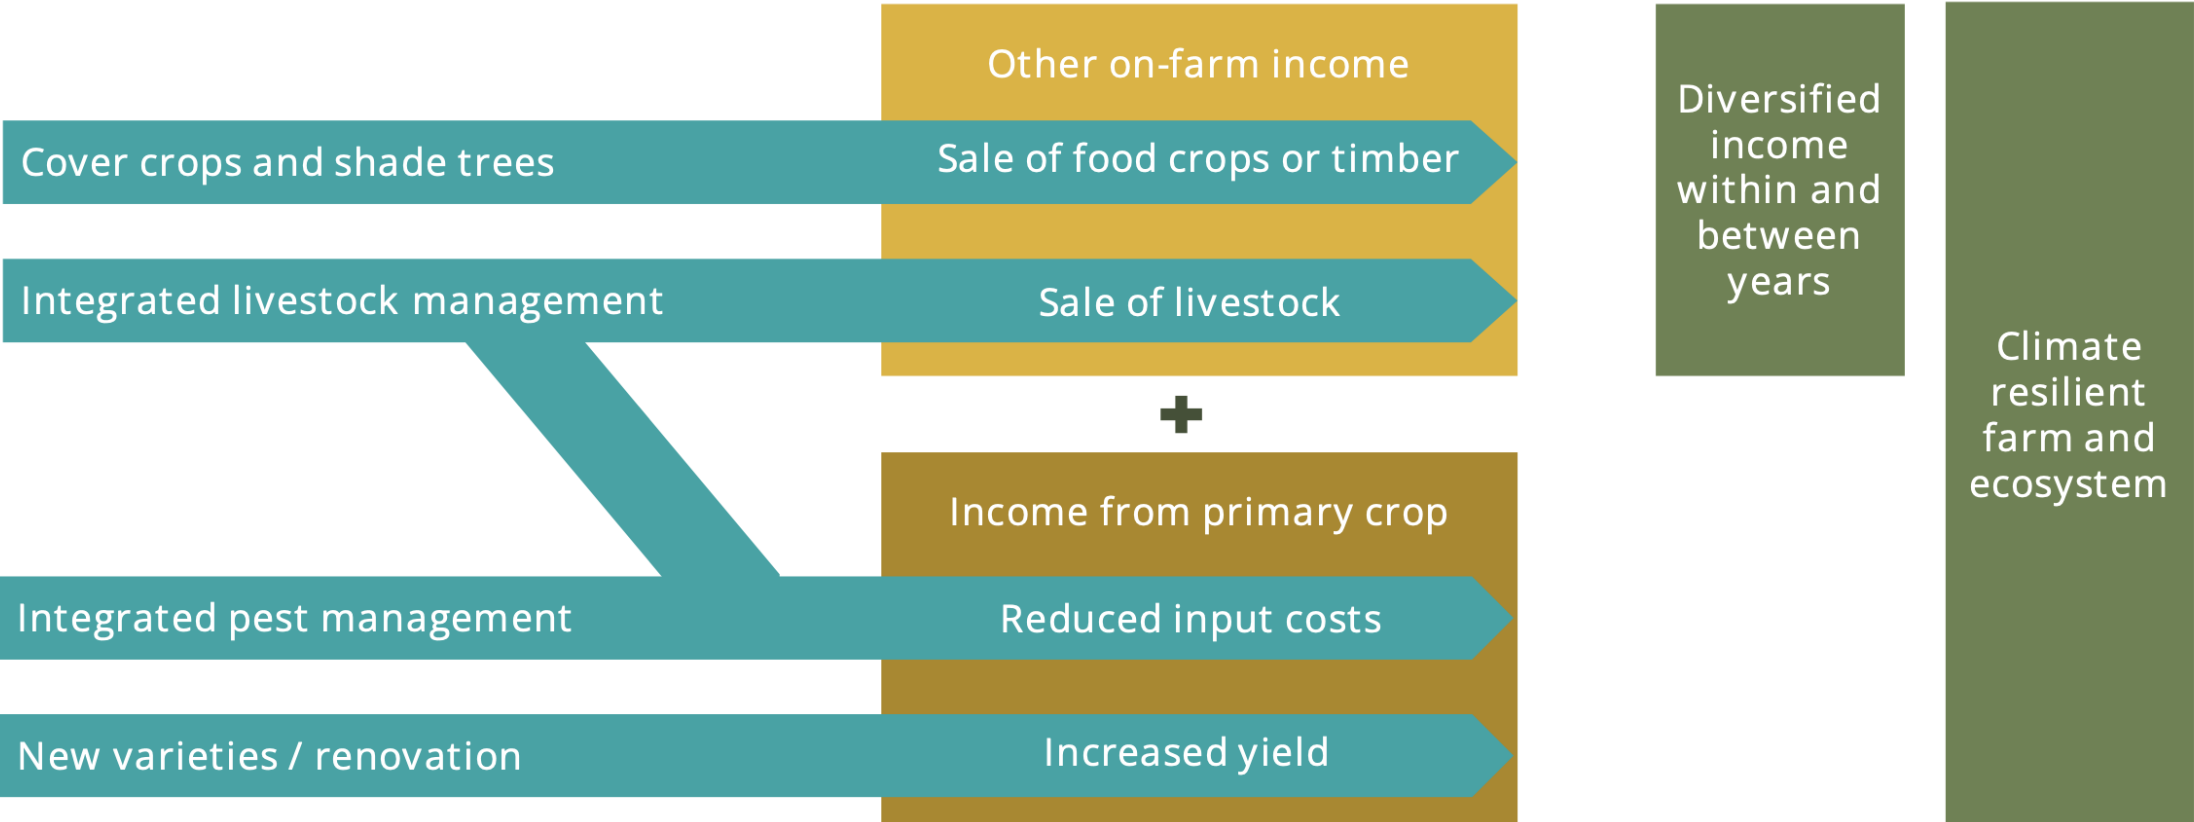 Other on-farm income
Cover crops and shade trees
Sale of food crops or timber
Integrated livestock management
Sale of livestock
Income from primary crop
Integrated pest management
Reduced input costs
New varieties / renovation
Increased yield
Diversified
income
within and
between
years
Climate
resilient
farm and
ecosystem